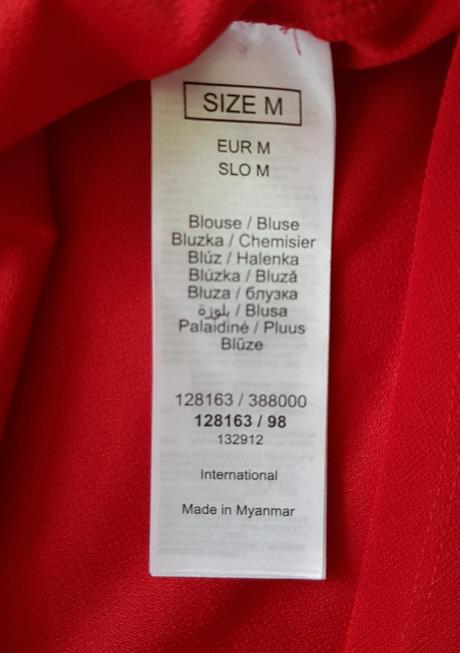 SIZE M
EUR M
SLO M
Blouse / Bluse
Bluzka / Chemisier
Blúz / Halenka
Blúzka / Bluză
Bluza / блузка
بلوزة / Blusa
Palaidinė / Pluus
Blūze
128163 / 388000
128163 / 98
132912
International
Made in Myanmar